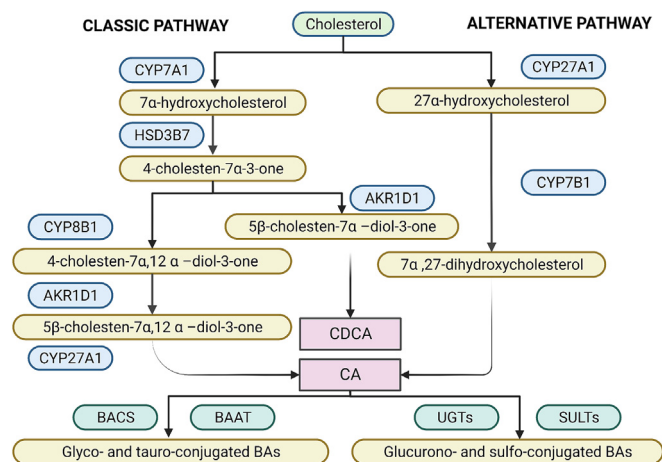 CLASSIC PATHWAY
Cholesterol
ALTERNATIVE PATHWAY
CYP7A1
CYP27A1
7α-hydroxycholesterol
27α-hydroxycholesterol
HSD3B7
4-cholesten-7α-3-one
CYP7B1
AKR1D1
CYP8B1
5β-cholesten-7α –diol-3-one
4-cholesten-7α,12 α –diol-3-one
7α ,27-dihydroxycholesterol
AKR1D1
5β-cholesten-7α,12 α –diol-3-one
CDCA
CYP27A1
CA
BACS
BAAT
UGTs
SULTs
Glyco- and tauro-conjugated BAs
Glucurono- and sulfo-conjugated BAs